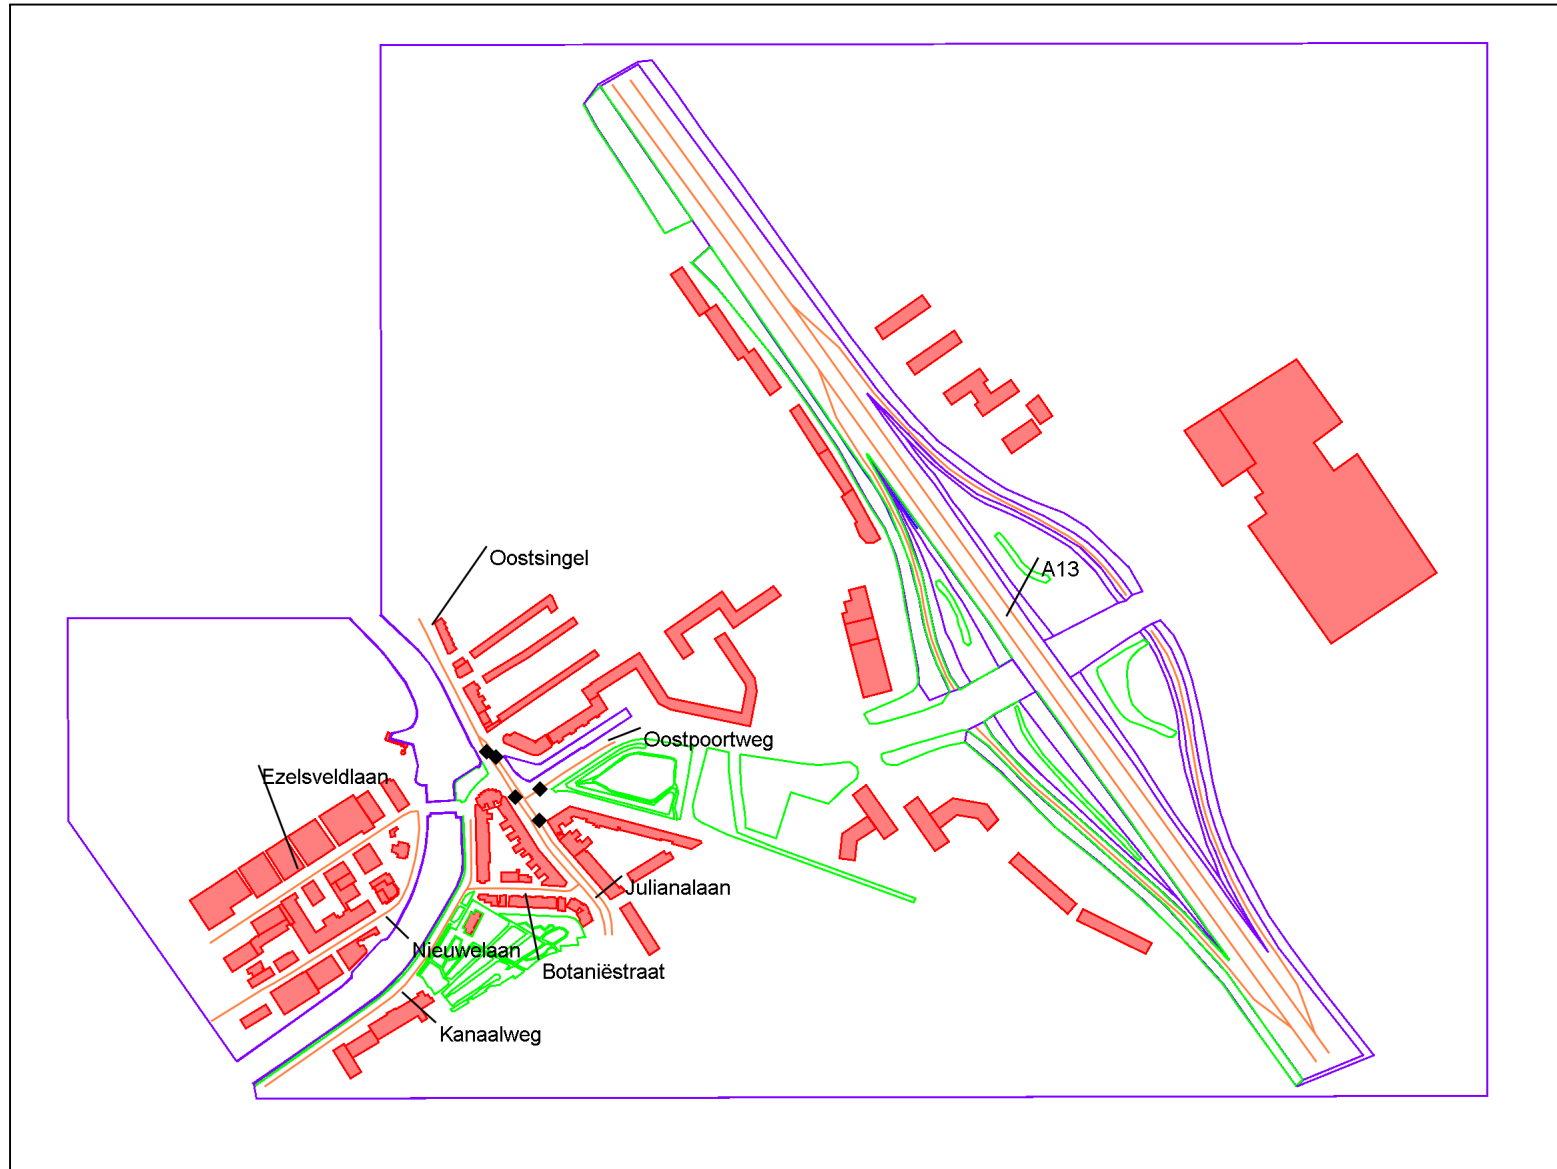 Oostsingel
A13
Oostpoortweg
Ezelsveldlaan
Julianalaan
Nieuwelaan
Botaniëstraat
Kanaalweg